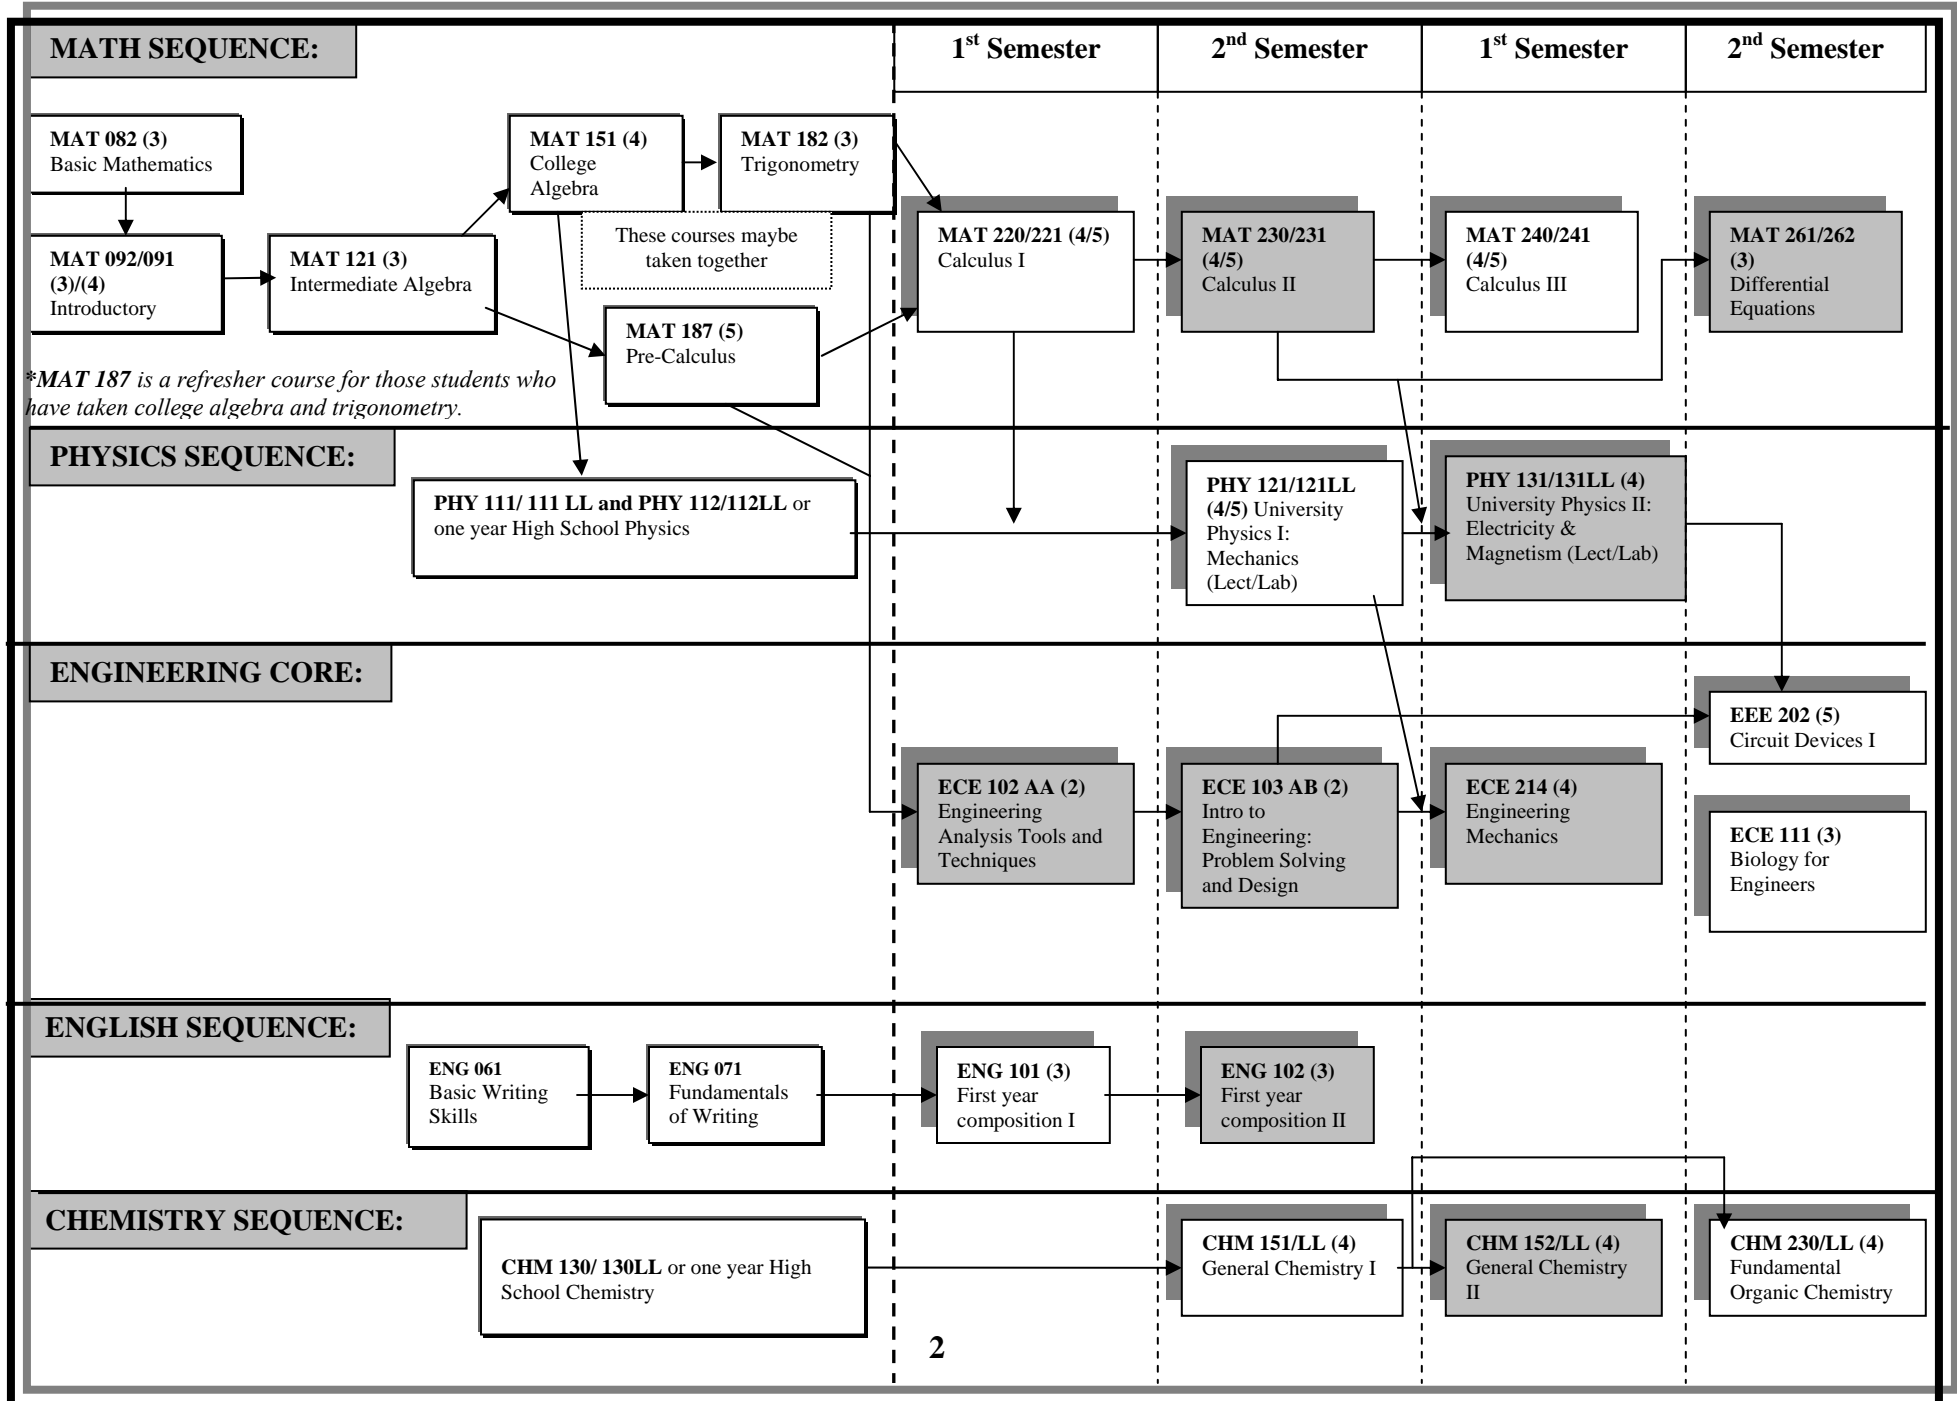 MATH SEQUENCE:
1st Semester
2nd Semester
1st Semester
2nd Semester
MAT 082 (3)
Basic Mathematics
MAT 151 (4)
College
Algebra
MAT 182 (3)
Trigonometry
These courses maybe
taken together
MAT 092/091
(3)/(4)
Introductory
MAT 121 (3)
Intermediate Algebra
MAT 187 (5)
Pre-Calculus
MAT 220/221 (4/5)
Calculus I
MAT 230/231
(4/5)
Calculus II
MAT 240/241
(4/5)
Calculus III
MAT 261/262
(3)
Differential
Equations
*MAT 187 is a refresher course for those students who
have taken college algebra and trigonometry.
PHYSICS SEQUENCE:
PHY 111/ 111 LL and PHY 112/112LL or
one year High School Physics
PHY 121/121LL
(4/5) University
Physics I:
Mechanics
(Lect/Lab)
PHY 131/131LL (4)
University Physics II:
Electricity &
Magnetism (Lect/Lab)
ENGINEERING CORE:
EEE 202 (5)
Circuit Devices I
ECE 102 AA (2)
Engineering
Analysis Tools and
Techniques
ECE 103 AB (2)
Intro to
Engineering:
Problem Solving
and Design
ECE 214 (4)
Engineering
Mechanics
ECE 111 (3)
Biology for
Engineers
ENGLISH SEQUENCE:
ENG 061
Basic Writing
Skills
ENG 071
Fundamentals
of Writing
ENG 101 (3)
First year
composition I
ENG 102 (3)
First year
composition II
CHEMISTRY SEQUENCE:
CHM 130/ 130LL or one year High
School Chemistry
CHM 151/LL (4)
General Chemistry I
CHM 152/LL (4)
General Chemistry
II
CHM 230/LL (4)
Fundamental
Organic Chemistry
2